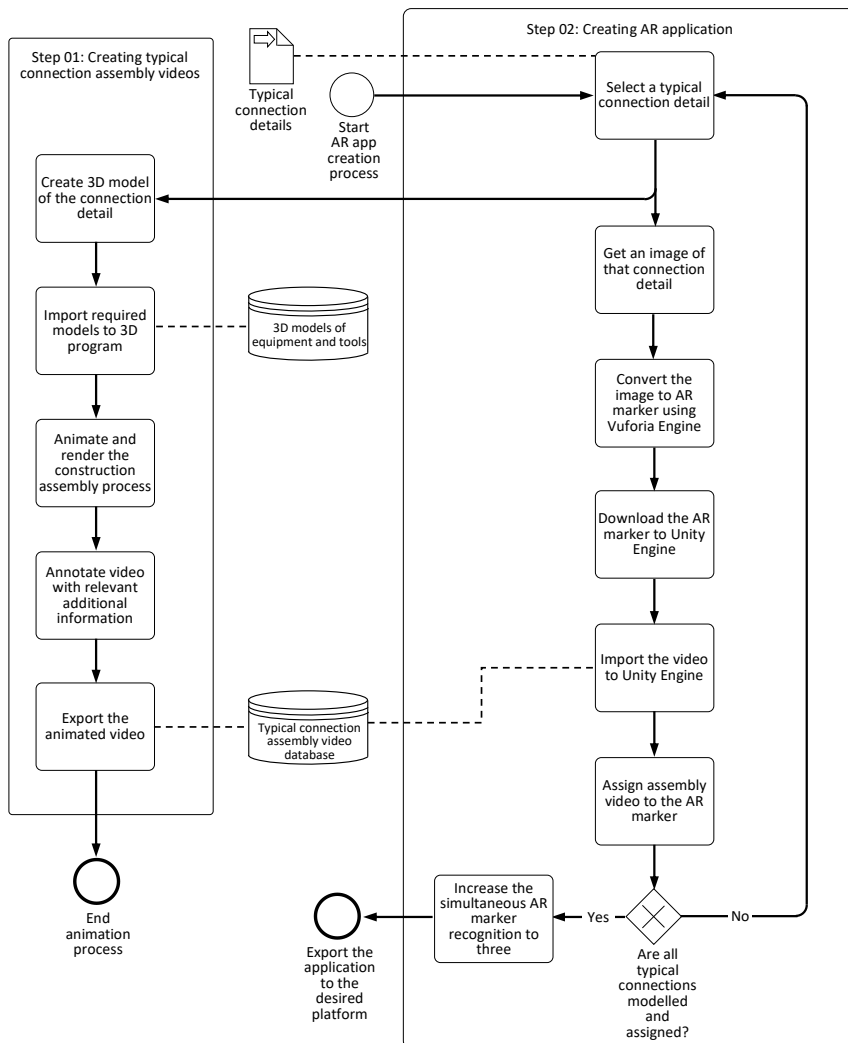 Step 01: Creating typical
connection assembly videos
Create 3D model
of the connection
detail
Import required
models to 3D
program
Animate and
render the
construction
assembly process
Annotate video
with relevant
additional
information
Export the
animated video
End
animation
process
Typical
connection
details
Start
AR app
creation
process
3D models of
equipment and tools
Typical connection
assembly video
database
Step 02: Creating AR application
Select a typical
connection detail
Get an image of
that connection
detail
Convert the
image to AR
marker using
Vuforia Engine
Download the AR
marker to Unity
Engine
Import the video
to Unity Engine
Assign assembly
video to the AR
marker
Are all
typical
connections
modelled
and
assigned?
No
Yes
Increase the
simultaneous AR
marker
recognition to
three
Export the
application
to the
desired
platform